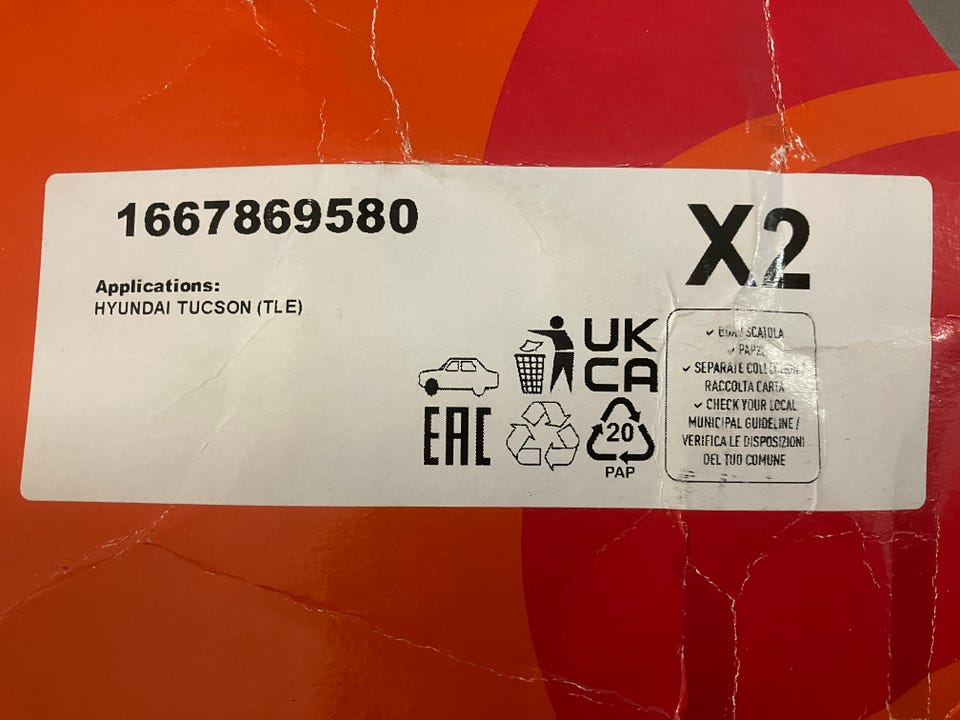 1667869580
X2
Applications:
HYUNDAI TUCSON (TLE)
UK
CA
EAC
20
PAP
✓ BOX / SCATOLA
✓
✓ SEPARATE
RACCOLTA CARTA
✓ CHECK YOUR LOCAL
MUNICIPAL GUIDELINE /
VERIFICA LE DISPOSIZIONI
DEL TUO COMUNE